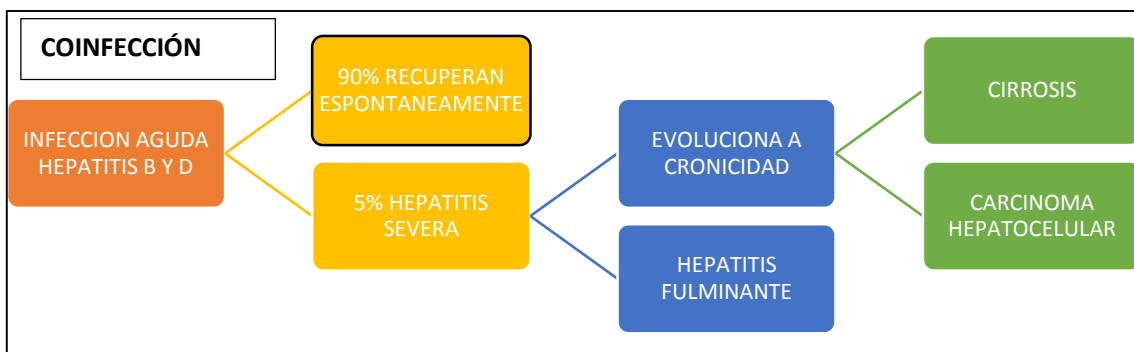 COINFECCIÓN
INFECCION AGUDA
HEPATITIS B Y D
90% RECUPERAN
ESPONTANEAMENTE
5% HEPATITIS
SEVERA
EVOLUCIONA A
CRONICIDAD
HEPATITIS
FULMINANTE
CIRROSIS
CARCINOMA
HEPATOCELULAR